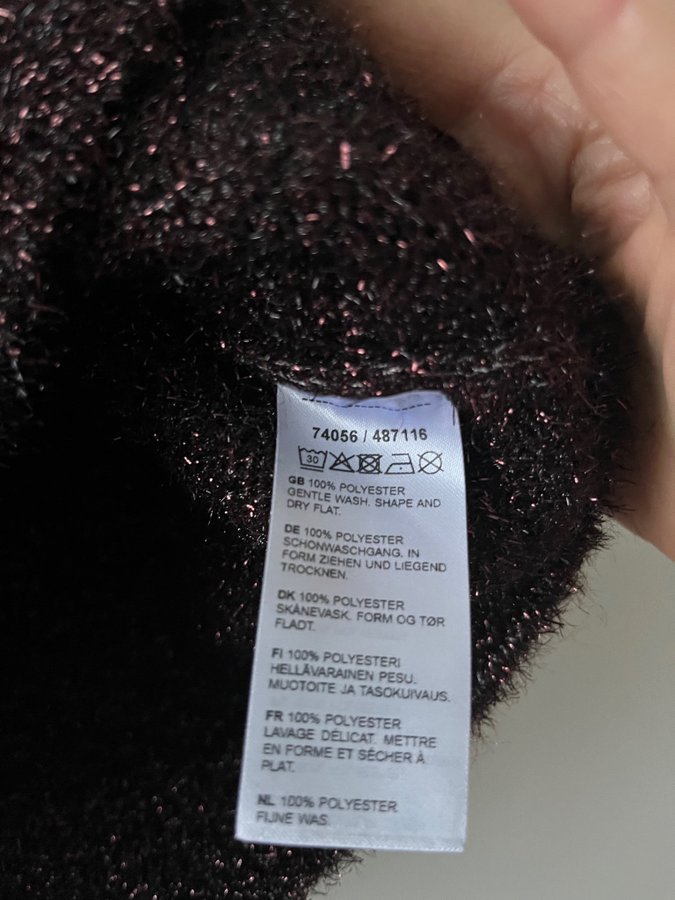 74056 / 487116
30
GB 100% POLYESTER
GENTLE WASH. SHAPE AND
DRY FLAT.
DE 100% POLYESTER
SCHONWASCHGANG. IN
FORM ZIEHEN UND LIEGEND
TROCKNEN.
DK 100% POLYESTER
SKÅNEVASK. FORM OG TØR
FLADT.
FI 100% POLYESTERI
HELLÄVARAINEN PESU.
MUOTOITE JA TASOKUIVAUS.
FR 100% POLYESTER
LAVAGE DÉLICAT. METTRE
EN FORME ET SÉCHER À
PLAT.
NL 100% POLYESTER
FIJNE WAS.